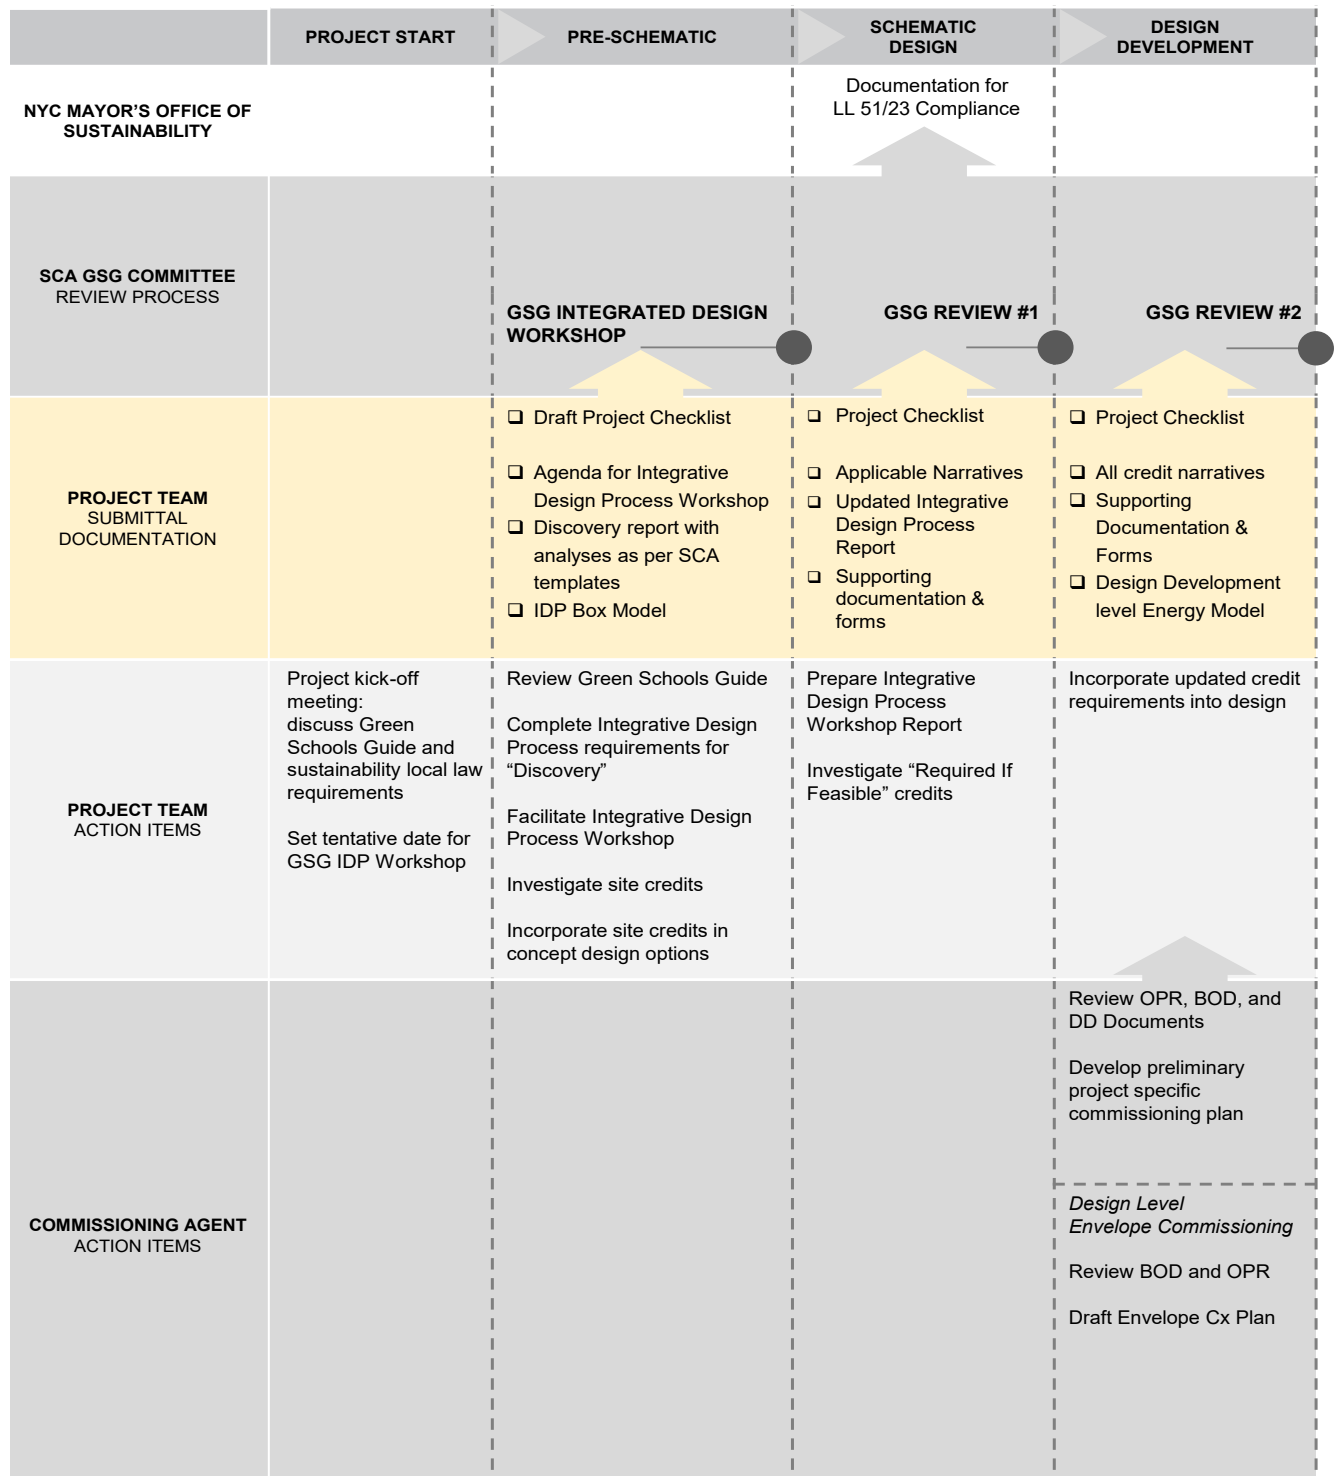 PROJECT START
PRE-SCHEMATIC
SCHEMATIC
DESIGN
DESIGN
DEVELOPMENT
NYC MAYOR’S OFFICE OF
SUSTAINABILITY
Documentation for
LL 51/23 Compliance
SCA GSG COMMITTEE
REVIEW PROCESS
GSG INTEGRATED DESIGN
WORKSHOP
GSG REVIEW #1
GSG REVIEW #2
PROJECT TEAM
SUBMITTAL
DOCUMENTATION
❑ Draft Project Checklist
❑ Agenda for Integrative
Design Process Workshop
❑ Discovery report with
analyses as per SCA
templates
❑ IDP Box Model
❑ Project Checklist
❑ Applicable Narratives
❑ Updated Integrative
Design Process
Report
❑ Supporting
documentation &
forms
❑ Project Checklist
❑ All credit narratives
❑ Supporting
Documentation &
Forms
❑ Design Development
level Energy Model
PROJECT TEAM
ACTION ITEMS
Project kick-off
meeting:
discuss Green
Schools Guide and
sustainability local law
requirements
Set tentative date for
GSG IDP Workshop
Review Green Schools Guide
Complete Integrative Design
Process requirements for
“Discovery”
Facilitate Integrative Design
Process Workshop
Investigate site credits
Incorporate site credits in
concept design options
Prepare Integrative
Design Process
Workshop Report
Investigate “Required If
Feasible” credits
Incorporate updated credit
requirements into design
COMMISSIONING AGENT
ACTION ITEMS
Review OPR, BOD, and
DD Documents
Develop preliminary
project specific
commissioning plan
Design Level
Envelope Commissioning
Review BOD and OPR
Draft Envelope Cx Plan